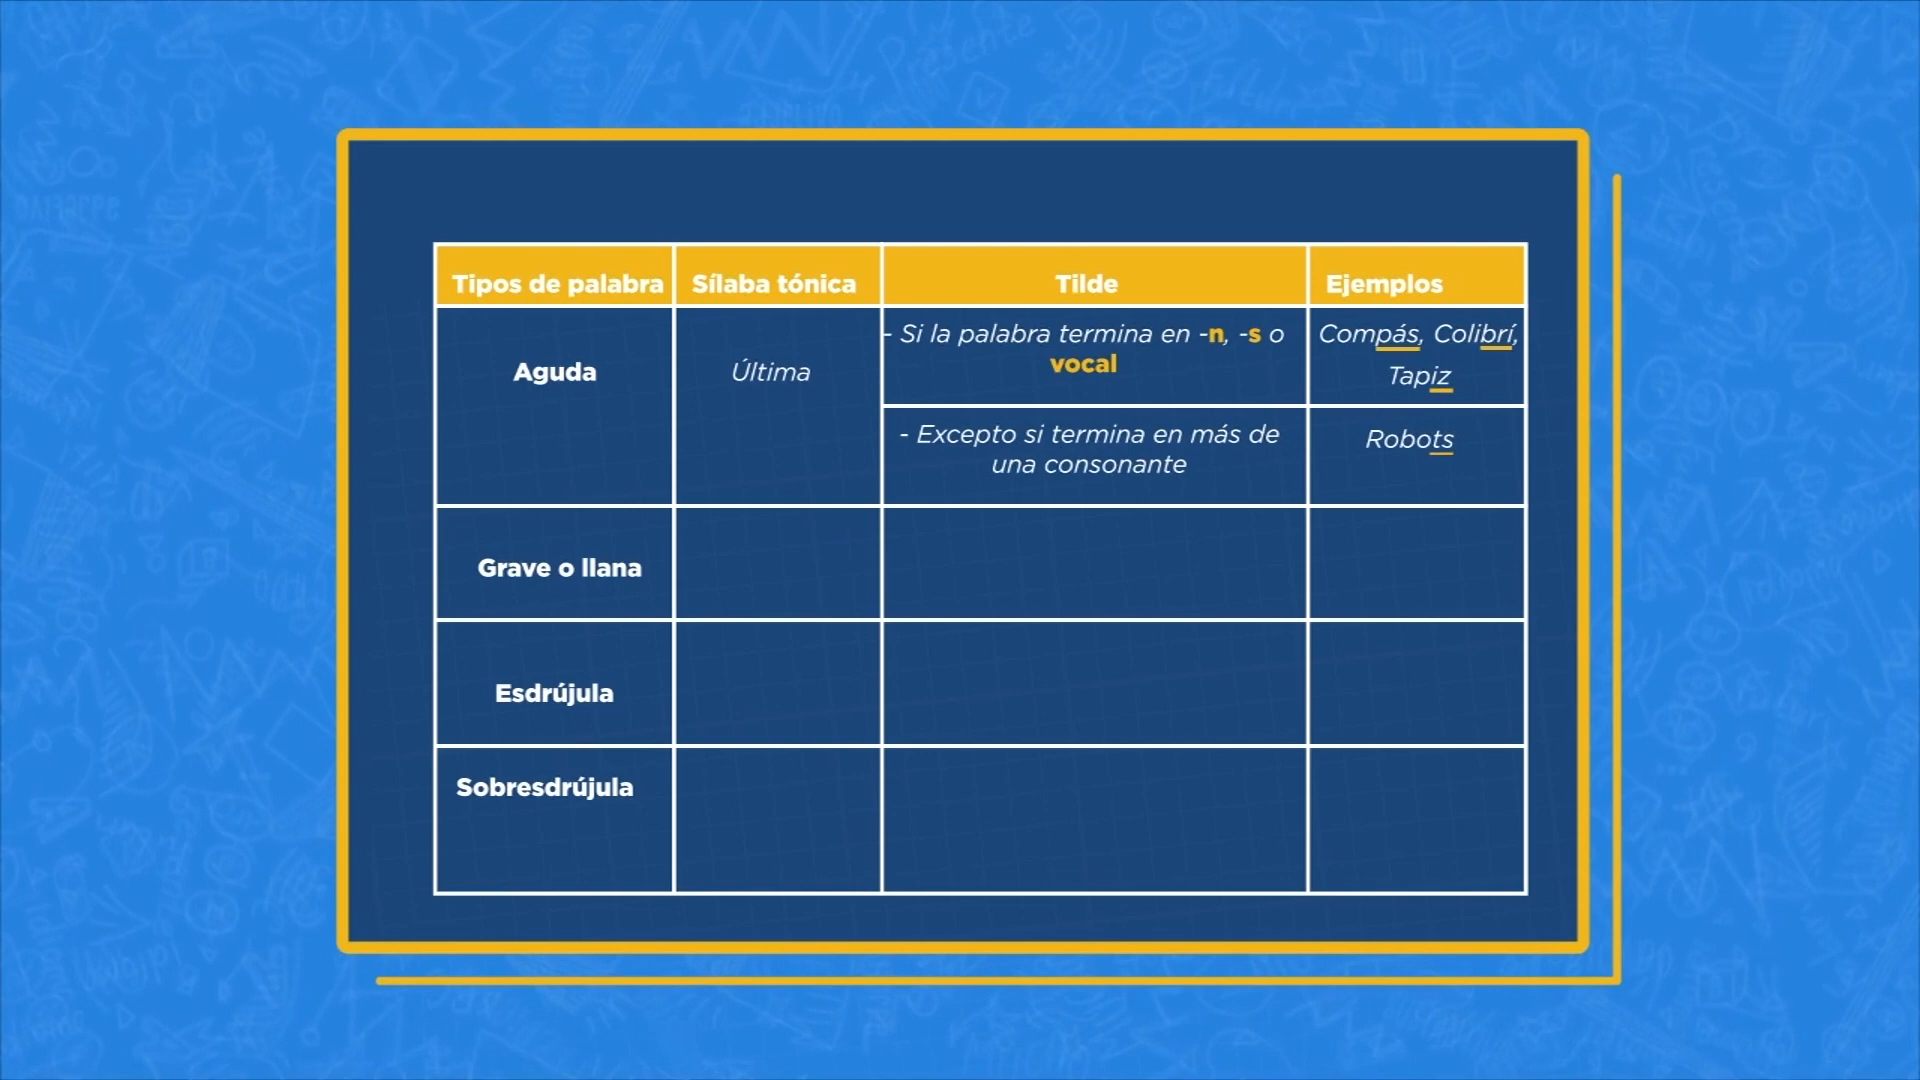 Tipos de palabra Sílaba tónica Tilde Ejemplos
Aguda
Última
- Si la palabra termina en -n, -s o
vocal
Compás, Colibrí,
Tapiz
- Excepto si termina en más de
una consonante
Robots
Grave o llana
Esdrújula
Sobresdrújula